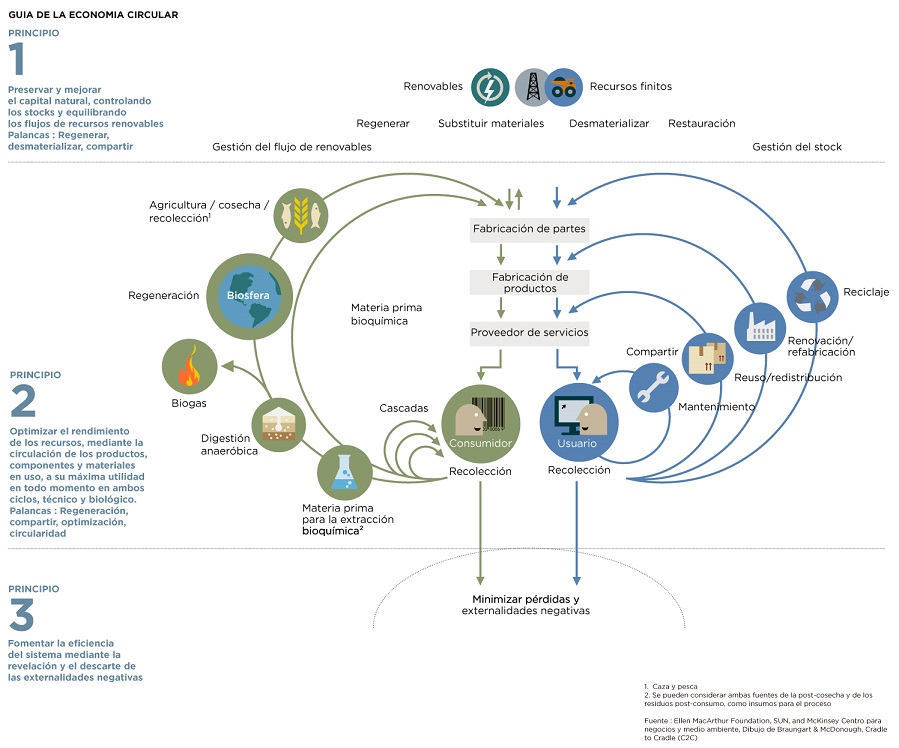 GUIA DE LA ECONOMIA CIRCULAR
PRINCIPIO
1
Preservar y mejorar
el capital natural, controlando
los stocks y equilibrando
los flujos de recursos renovables
Palancas : Regenerar,
desmaterializar, compartir
Renovables
Recursos finitos
Regenerar
Substituir materiales
Desmaterializar
Restauración
Gestión del flujo de renovables
Gestión del stock
Agricultura / cosecha /
recolección¹
Regeneración
Biosfera
Biogas
Digestión
anaeróbica
Materia prima
para la extracción
bioquímica²
Materia prima
bioquímica
Cascadas
Fabricación de partes
Fabricación de
productos
Proveedor de servicios
Consumidor
Recolección
Usuario
Recolección
Compartir
Mantenimiento
Reuso/redistribución
Renovación/
refabricación
Reciclaje
PRINCIPIO
2
Optimizar el rendimiento
de los recursos, mediante la
circulación de los productos,
componentes y materiales
en uso, a su máxima utilidad
en todo momento en ambos
ciclos, técnico y biológico.
Palancas : Regeneración,
compartir, optimización,
circularidad
Minimizar pérdidas y
externalidades negativas
PRINCIPIO
3
Fomentar la eficiencia
del sistema mediante la
revelación y el descarte de
las externalidades negativas
1. Caza y pesca
2. Se pueden considerar ambas fuentes de la post-cosecha y de los
residuos post-consumo, como insumos para el proceso
Fuente : Ellen MacArthur Foundation, SUN, and McKinsey Centro para
negocios y medio ambiente, Dibujo de Braungart & McDonough, Cradle
to Cradle (C2C)